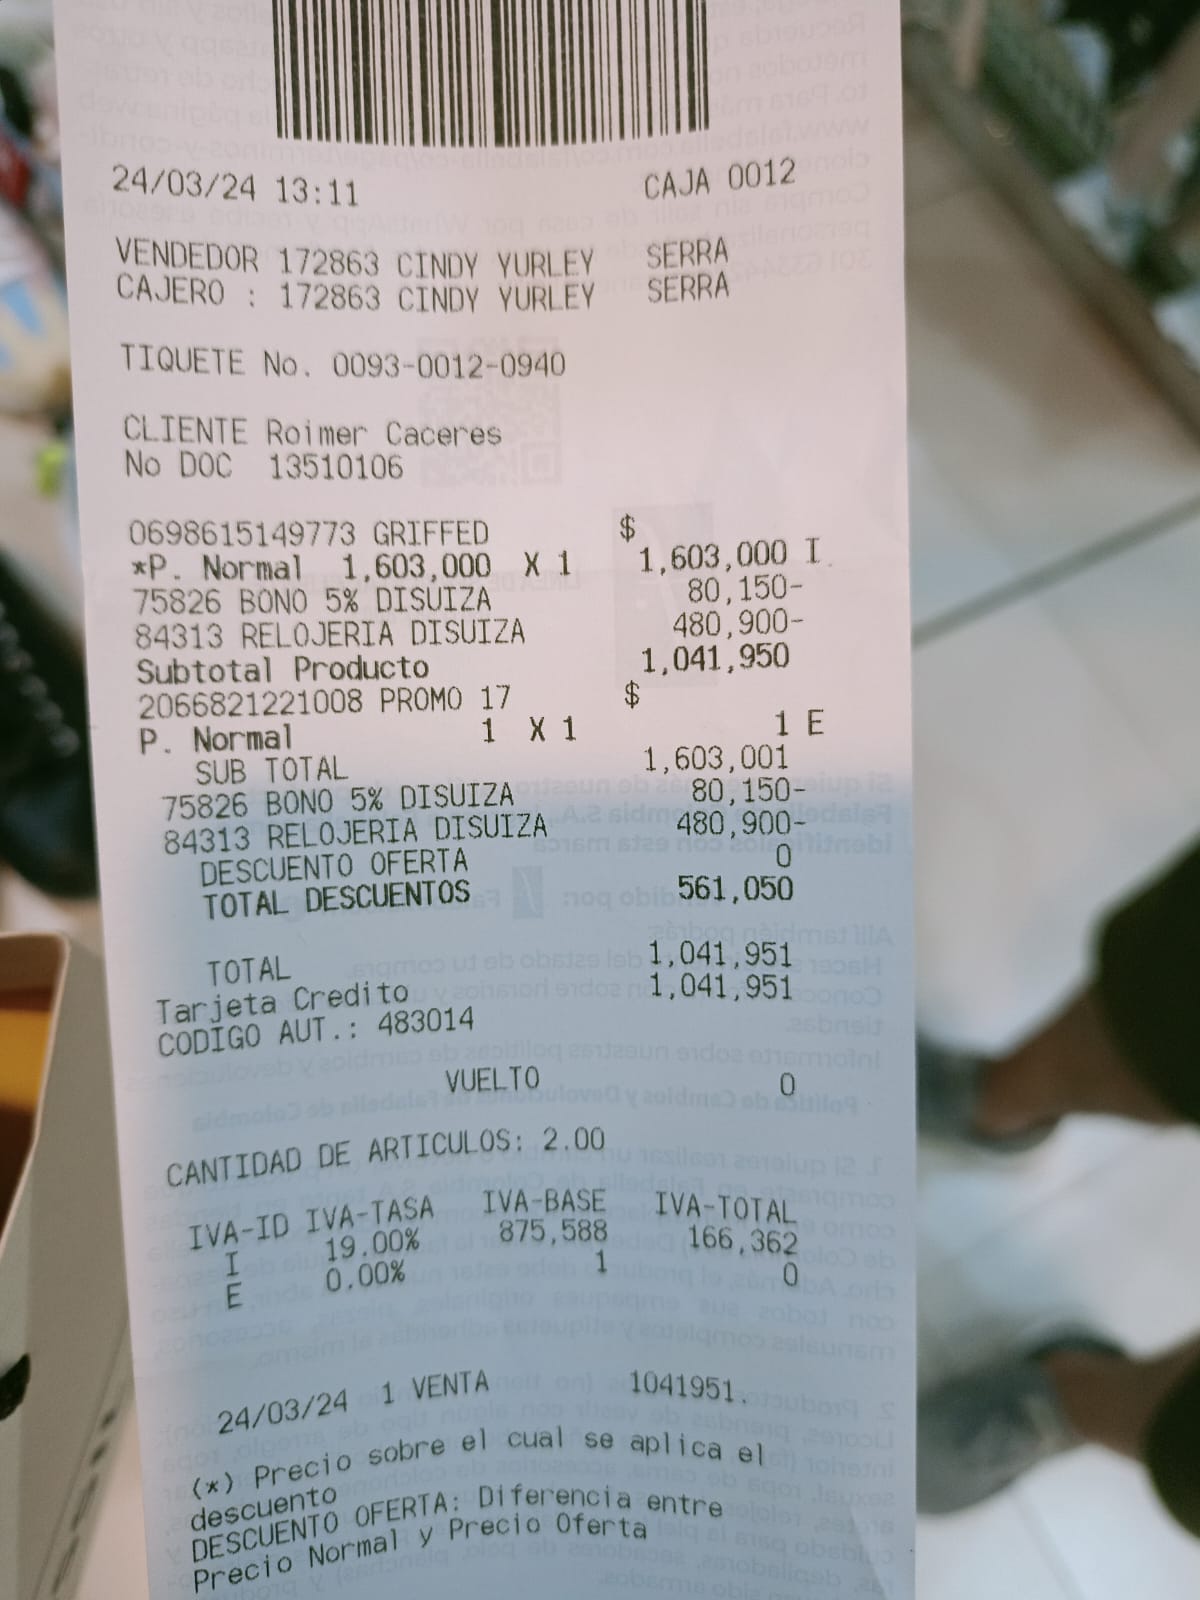 24/03/24 13:11 CAJA 0012
VENDEDOR 172863 CINDY YURLEY SERRA
CAJERO : 172863 CINDY YURLEY SERRA
TIQUETE No. 0093-0012-0940
CLIENTE Roimer Caceres
No DOC 13510106
0698615149773 GRIFFED $
*P. Normal 1,603,000 X 1 1,603,000 I
75826 BONO 5% DISUIZA 80,150-
84313 RELOJERIA DISUIZA 480,900-
Subtotal Producto 1,041,950
2066821221008 PROMO 17 $
P. Normal 1 X 1 1 E
SUB TOTAL 1,603,001
75826 BONO 5% DISUIZA 80,150-
84313 RELOJERIA DISUIZA 480,900-
DESCUENTO OFERTA 0
TOTAL DESCUENTOS 561,050
TOTAL 1,041,951
Tarjeta Credito 1,041,951
CODIGO AUT.: 483014
VUELTO 0
CANTIDAD DE ARTICULOS: 2.00
IVA-ID IVA-TASA IVA-BASE IVA-TOTAL
I 19.00% 875,588 166,362
E 0.00% 1 0
24/03/24 1 VENTA 1041951.
(*) Precio sobre el cual se aplica el
descuento
DESCUENTO OFERTA: Diferencia entre
Precio Normal y Precio Oferta